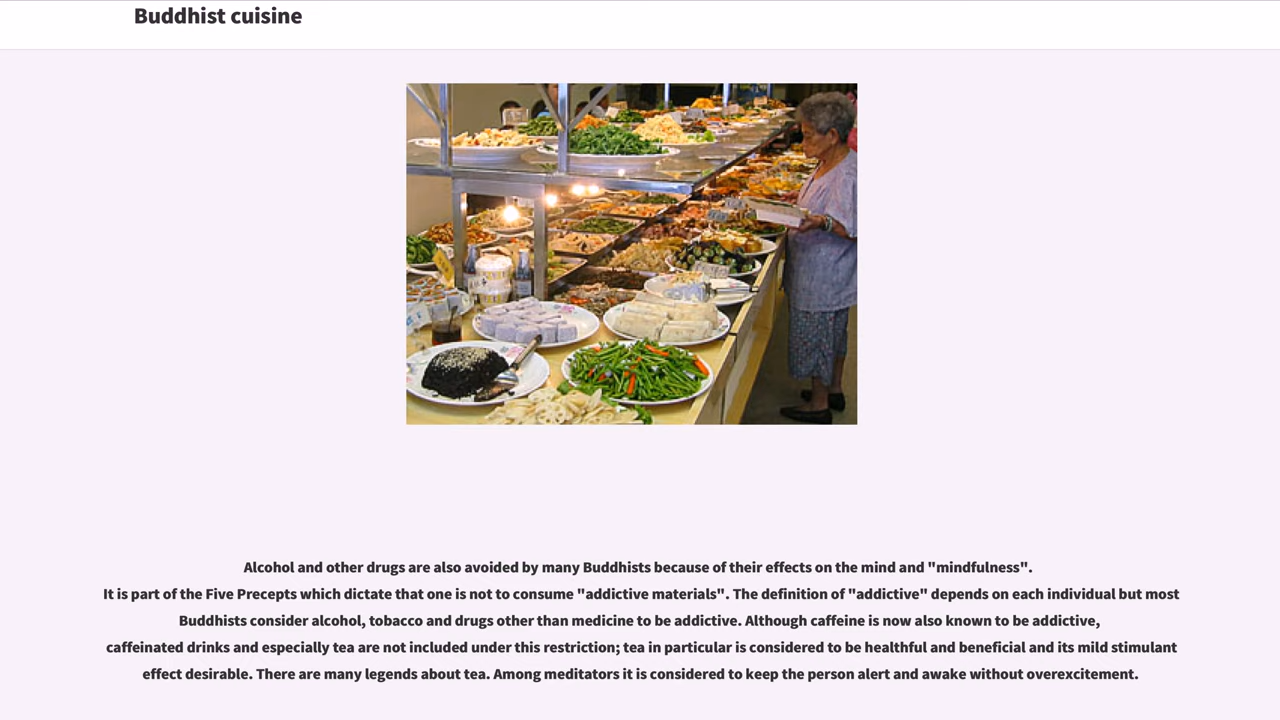 Buddhist cuisine
Alcohol and other drugs are also avoided by many Buddhists because of their effects on the mind and "mindfulness".
It is part of the Five Precepts which dictate that one is not to consume "addictive materials". The definition of "addictive" depends on each individual but most
Buddhists consider alcohol, tobacco and drugs other than medicine to be addictive. Although caffeine is now also known to be addictive,
caffeinated drinks and especially tea are not included under this restriction; tea in particular is considered to be healthful and beneficial and its mild stimulant
effect desirable. There are many legends about tea. Among meditators it is considered to keep the person alert and awake without overexcitement.